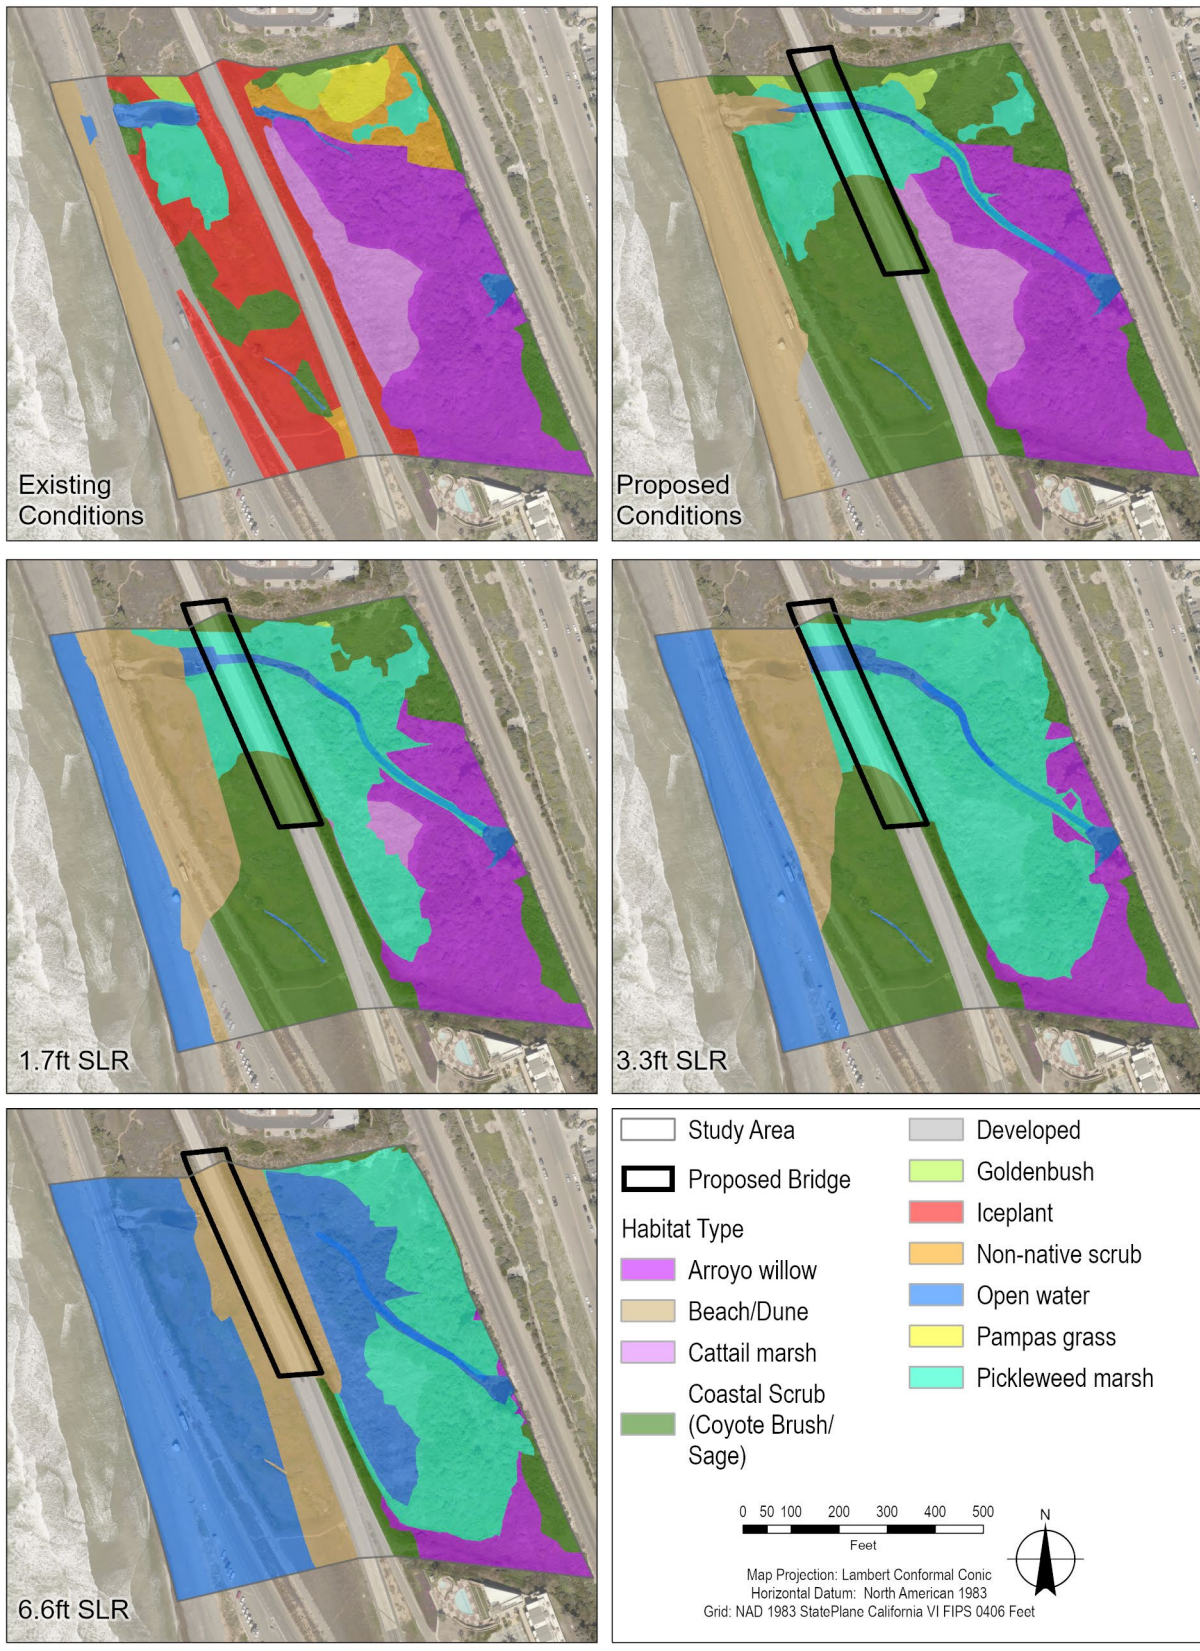 Existing
Conditions
Proposed
Conditions
1.7ft SLR
3.3ft SLR
6.6ft SLR
Study Area
Proposed Bridge
Habitat Type
Arroyo willow
Beach/Dune
Cattail marsh
Coastal Scrub
(Coyote Brush/
Sage)
Developed
Goldenbush
Iceplant
Non-native scrub
Open water
Pampas grass
Pickleweed marsh
0 50 100 200 300 400 500
Feet
N
Map Projection: Lambert Conformal Conic
Horizontal Datum: North American 1983
Grid: NAD 1983 StatePlane California VI FIPS 0406 Feet